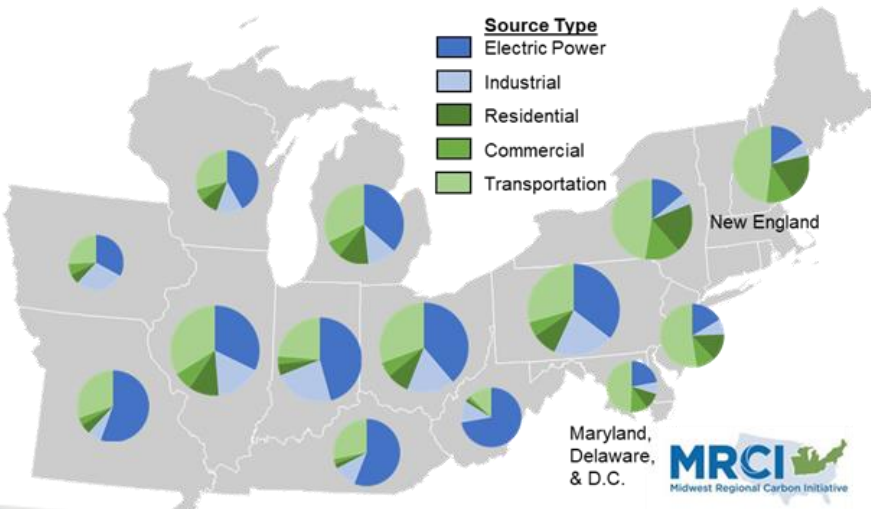 Source Type
Electric Power
Industrial
Residential
Commercial
Transportation
New England
Maryland,
Delaware,
& D.C.
MRCI
Midwest Regional Carbon Initiative